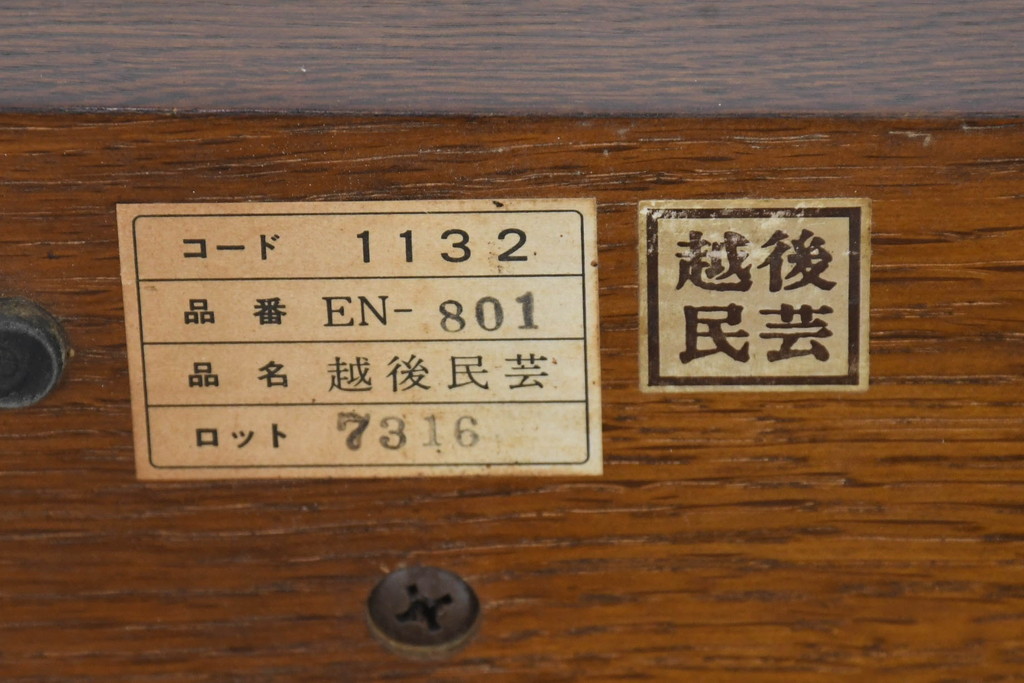 コード 1132
品番 EN-801
品名 越後民芸
ロット 7316
越後
民芸